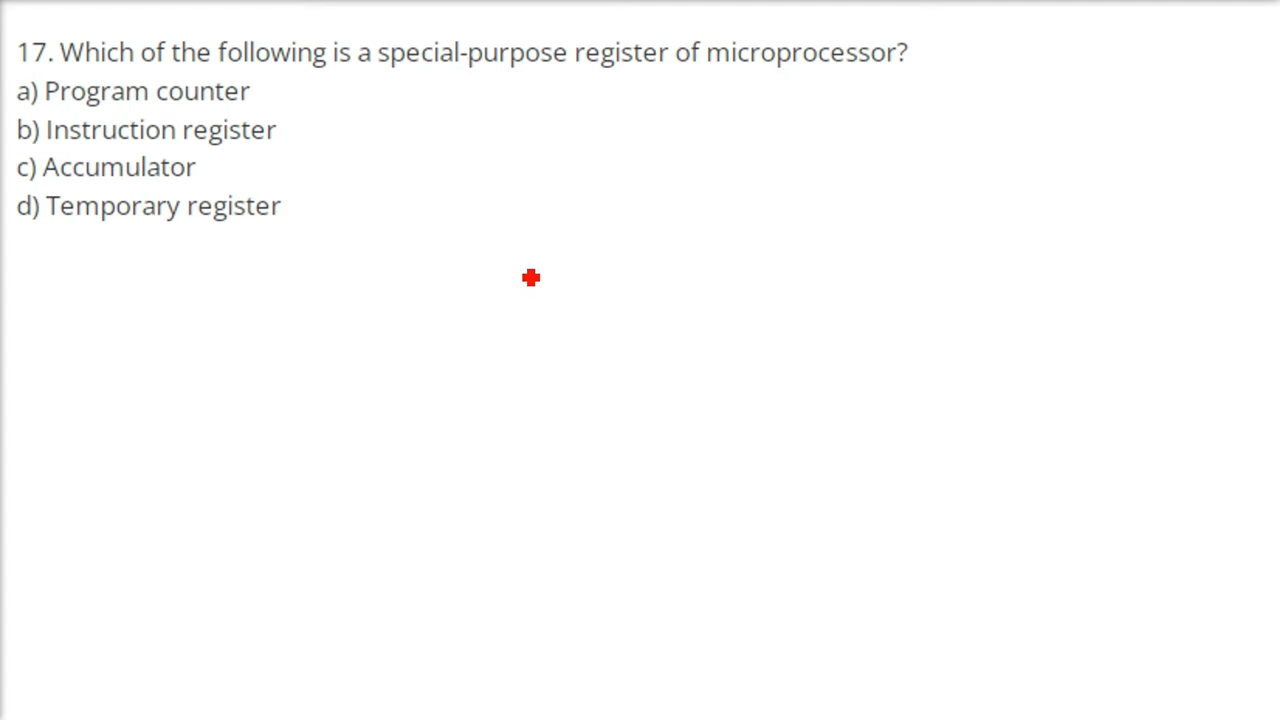 17. Which of the following is a special-purpose register of microprocessor?
a) Program counter
b) Instruction register
c) Accumulator
d) Temporary register